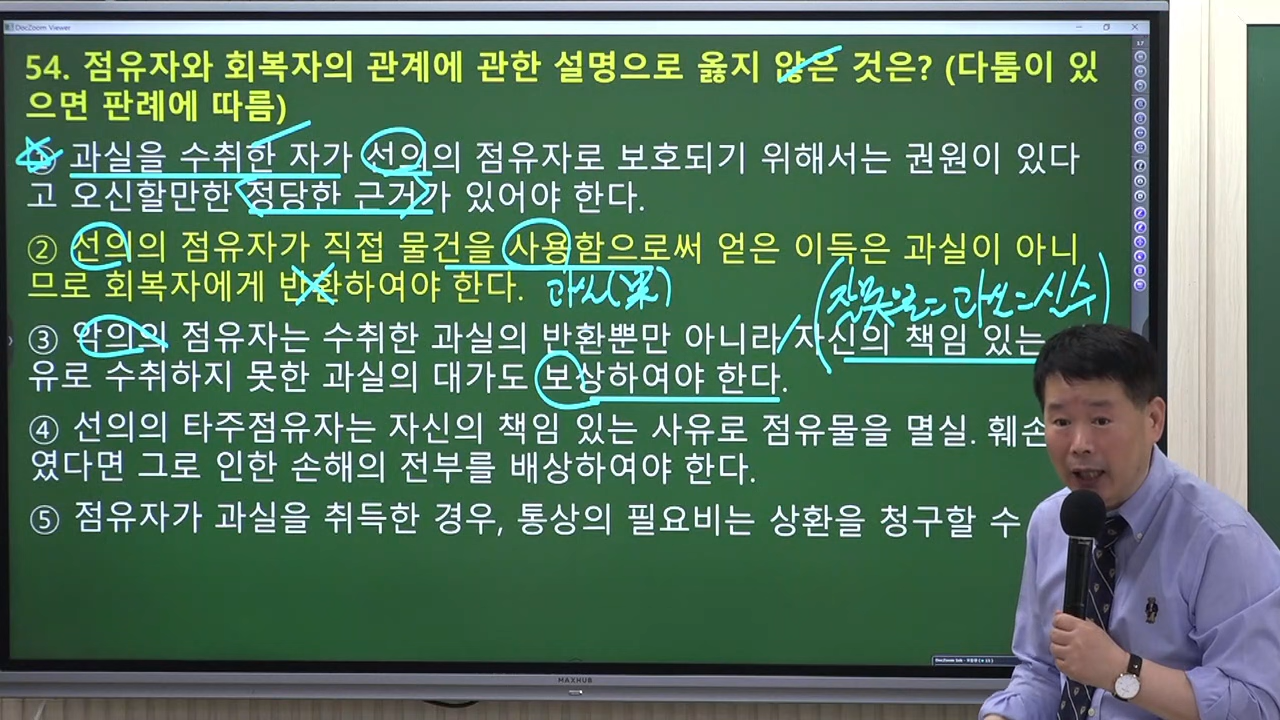 DocZoom Viewer
54. 점유자와 회복자의 관계에 관한 설명으로 옳지 않은 것은? (다툼이 있
으면 판례에 따름)
① 과실을 수취한 자가 선의의 점유자로 보호되기 위해서는 권원이 있다
고 오신할만한 정당한 근거가 있어야 한다.
② 선의의 점유자가 직접 물건을 사용함으로써 얻은 이득은 과실이 아니
므로 회복자에게 반환하여야 한다.
과실(果)
(잘못으로=과실=실수)
③ 악의의 점유자는 수취한 과실의 반환뿐만 아니라 자신의 책임 있는
유로 수취하지 못한 과실의 대가도 보상하여야 한다.
④ 선의의 타주점유자는 자신의 책임 있는 사유로 점유물을 멸실. 훼손
였다면 그로 인한 손해의 전부를 배상하여야 한다.
⑤ 점유자가 과실을 취득한 경우, 통상의 필요비는 상환을 청구할 수
MAXHUB